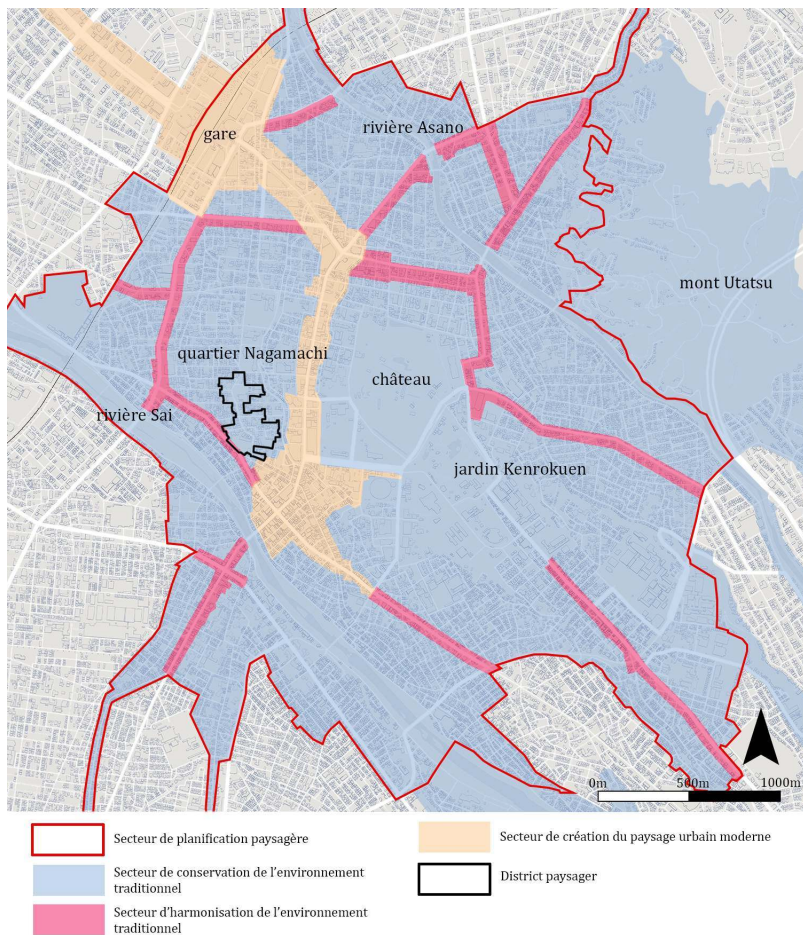 gare
rivière Asano
mont Utatsu
quartier Nagamachi
château
rivière Sai
jardin Kenrokuen
0m 500m 1000m
Secteur de planification paysagère
Secteur de conservation de l'environnement
traditionnel
Secteur d'harmonisation de l'environnement
traditionnel
Secteur de création du paysage urbain moderne
District paysager